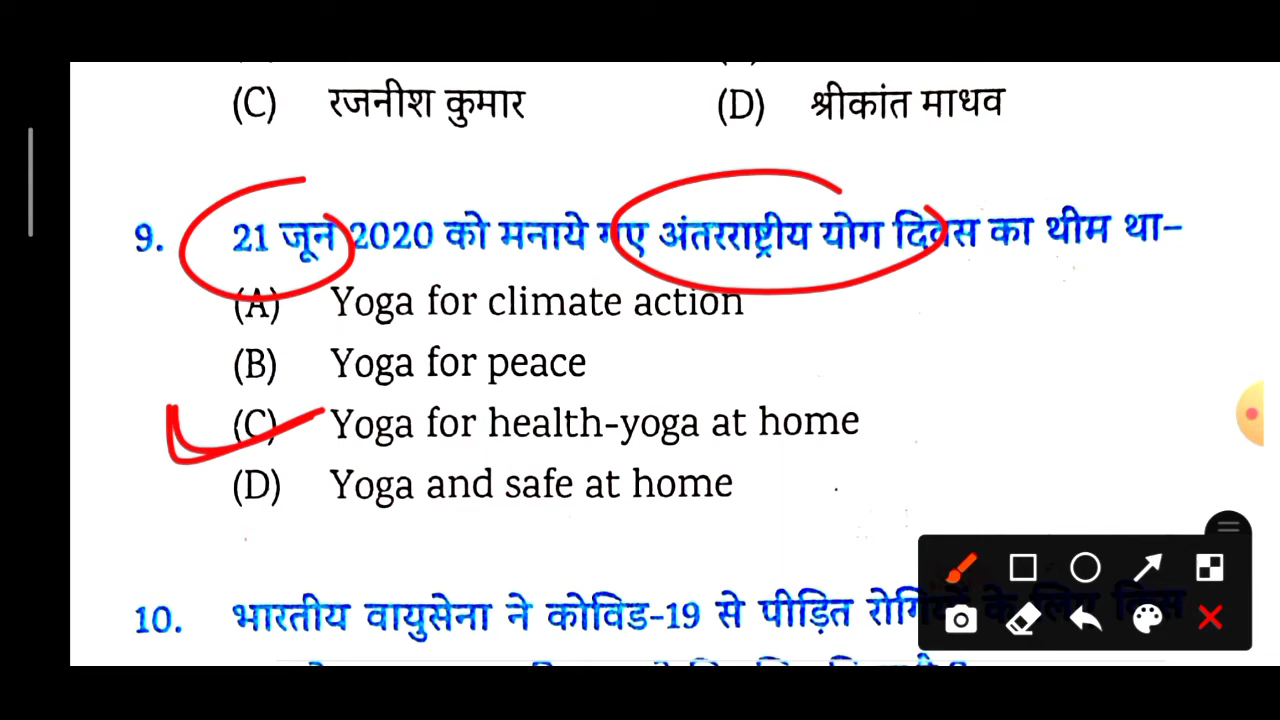 (C) रजनीश कुमार (D) श्रीकांत माधव
9. 21 जून 2020 को मनाये गए अंतरराष्ट्रीय योग दिवस का थीम था–
(A) Yoga for climate action
(B) Yoga for peace
(C) Yoga for health-yoga at home
(D) Yoga and safe at home
10. भारतीय वायुसेना ने कोविड-19 से पीड़ित रोगियों के लिए किस